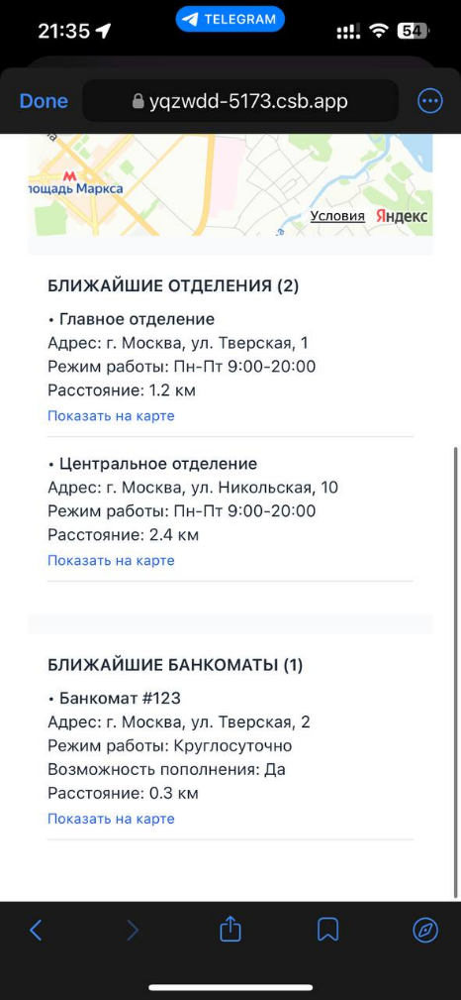 21:35
TELEGRAM
54
Done
yqzwdd-5173.csb.app
площадь Маркса
Условия
Яндекс
БЛИЖАЙШИЕ ОТДЕЛЕНИЯ (2)
• Главное отделение
Адрес: г. Москва, ул. Тверская, 1
Режим работы: Пн-Пт 9:00-20:00
Расстояние: 1.2 км
Показать на карте
• Центральное отделение
Адрес: г. Москва, ул. Никольская, 10
Режим работы: Пн-Пт 9:00-20:00
Расстояние: 2.4 км
Показать на карте
БЛИЖАЙШИЕ БАНКОМАТЫ (1)
• Банкомат #123
Адрес: г. Москва, ул. Тверская, 2
Режим работы: Круглосуточно
Возможность пополнения: Да
Расстояние: 0.3 км
Показать на карте